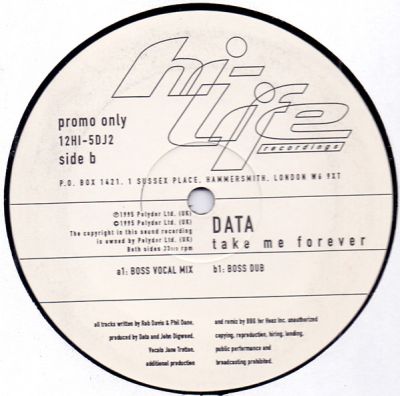 hi-
life
recordings
promo only
12HI-5DJ2
side b
P.O. BOX 1421, 1 SUSSEX PLACE, HAMMERSMITH, LONDON W6 9XT
℗1995 Polydor Ltd. (UK)
©1995 Polydor Ltd. (UK)
The copyright in this sound recording
is owned by Polydor Ltd. (UK)
Both sides 33 1/3 rpm
DATA
take me forever
a1: BOSS VOCAL MIX
b1: BOSS DUB
all tracks written by Rob Davis & Phil Dane.
produced by Data and John Digweed.
Vocals Jane Trattan,
additional production
and remix by BBG for Heaz Inc. unauthorized
copying, reproduction, hiring, lending,
public performance and
broadcasting prohibited.